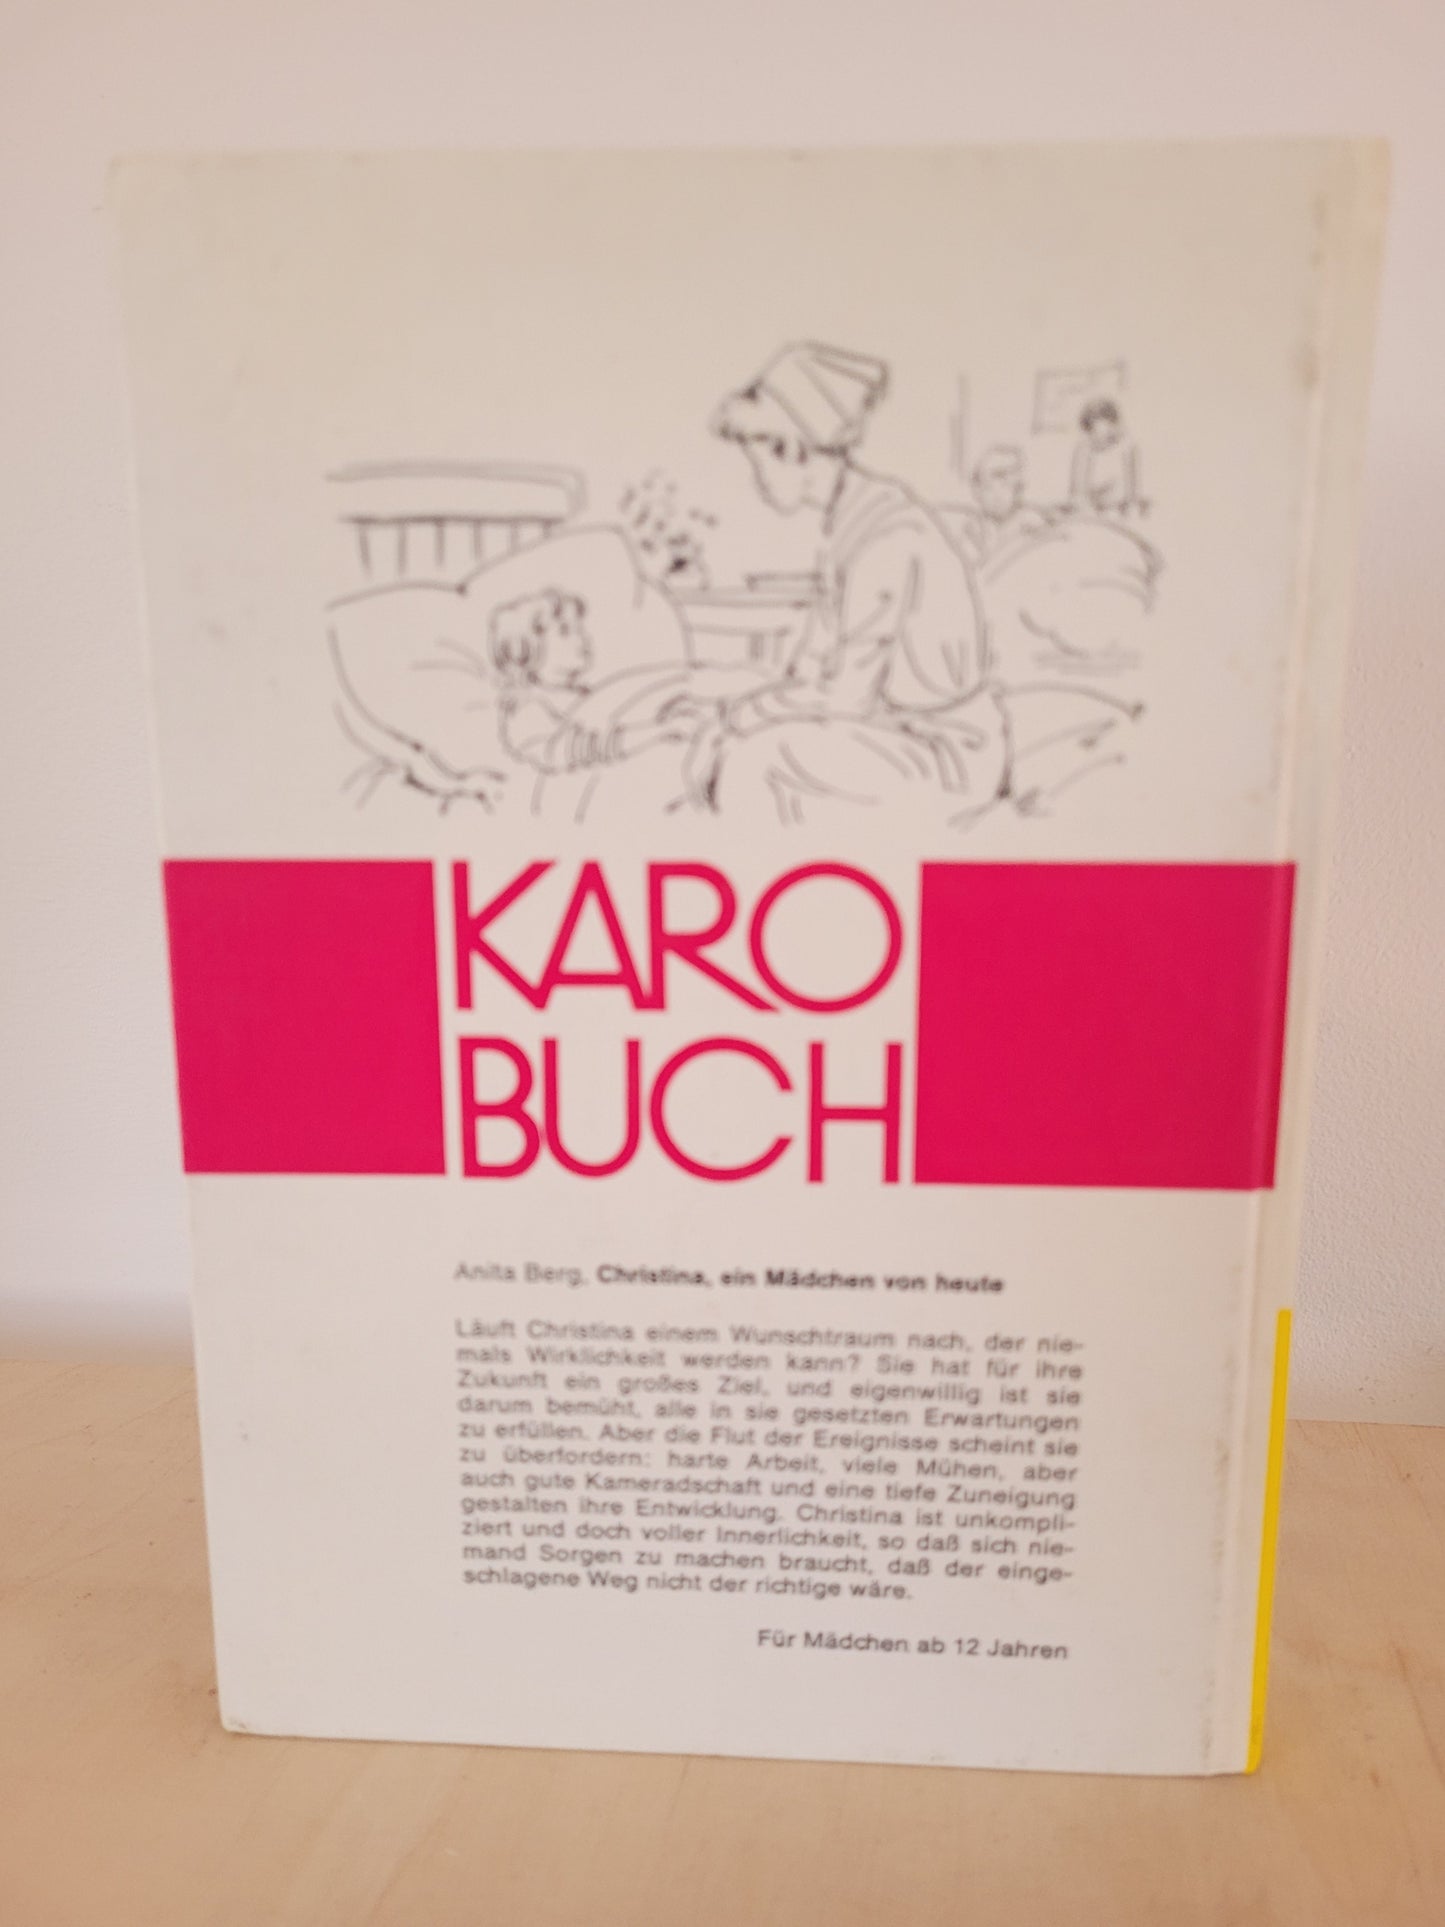 KARO
BUCH
Anita Berg, Christina, ein Mädchen von heute
Läuft Christina einem Wunschtraum nach, der nie-
mals Wirklichkeit werden kann? Sie hat für ihre
Zukunft ein großes Ziel, und eigenwillig ist sie
darum bemüht, alle in sie gesetzten Erwartungen
zu erfüllen. Aber die Flut der Ereignisse scheint sie
zu überfordern: harte Arbeit, viele Mühen, aber
auch gute Kameradschaft und eine tiefe Zuneigung
gestalten ihre Entwicklung. Christina ist unkompli-
ziert und doch voller Innerlichkeit, so daß sich nie-
mand Sorgen zu machen braucht, daß der einge-
schlagene Weg nicht der richtige wäre.
Für Mädchen ab 12 Jahren